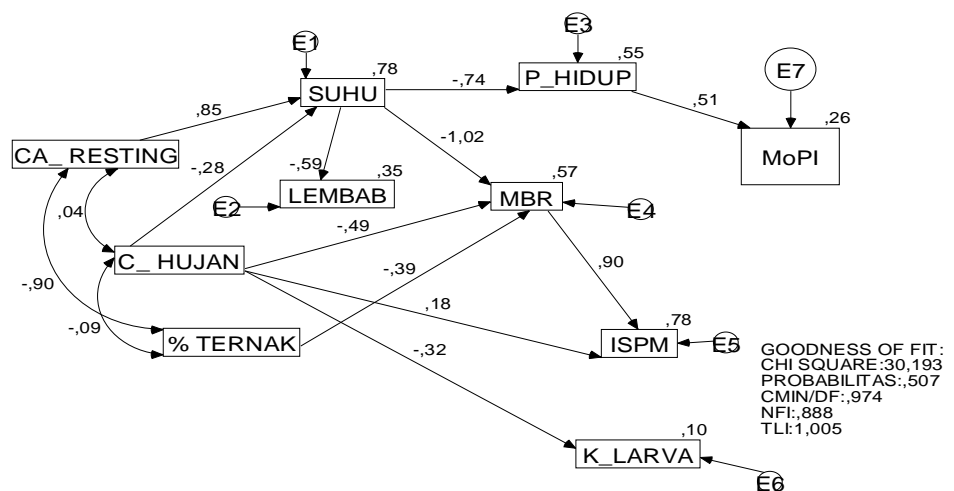 E1
E3
,78
,55
SUHU
-,74
P_HIDUP
E7
,85
,51
,26
-1,02
CA_ RESTING
-,28
-,59
,35
MoPI
LEMBAB
,57
MBR
E2
E4
,04
-,49
C_ HUJAN
-,39
,90
-,90
,18
-,09
,78
% TERNAK
ISPM
E5
-,32
GOODNESS OF FIT:
CHI SQUARE:30,193
PROBABILITAS:,507
CMIN/DF:,974
NFI:,888
TLI:1,005
,10
K_LARVA
E6